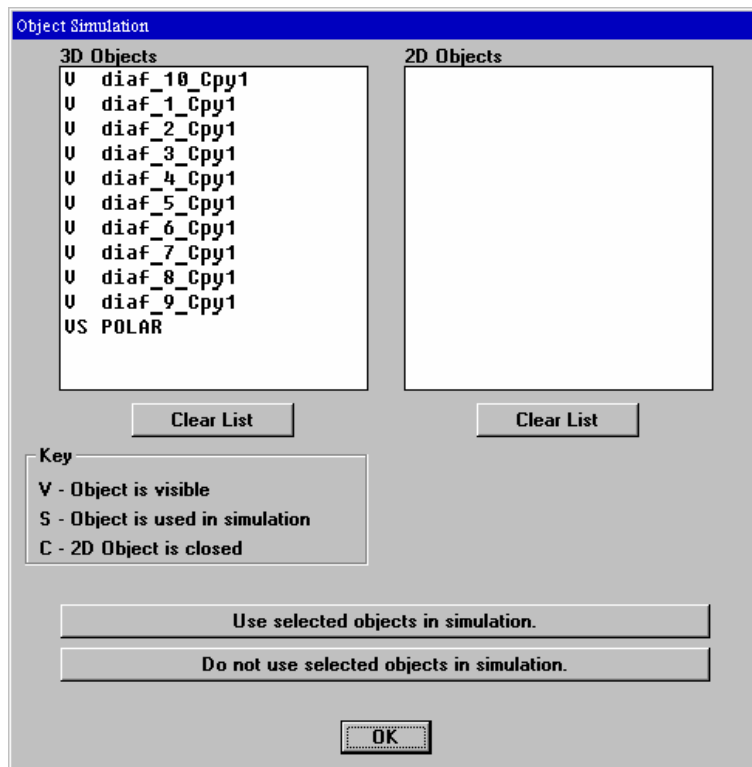 Object Simulation
3D Objects
V diaf_10_Cpy1
V diaf_1_Cpy1
V diaf_2_Cpy1
V diaf_3_Cpy1
V diaf_4_Cpy1
V diaf_5_Cpy1
V diaf_6_Cpy1
V diaf_7_Cpy1
V diaf_8_Cpy1
V diaf_9_Cpy1
VS POLAR
Clear List
2D Objects
Clear List
Key
V - Object is visible
S - Object is used in simulation
C - 2D Object is closed
Use selected objects in simulation.
Do not use selected objects in simulation.
OK